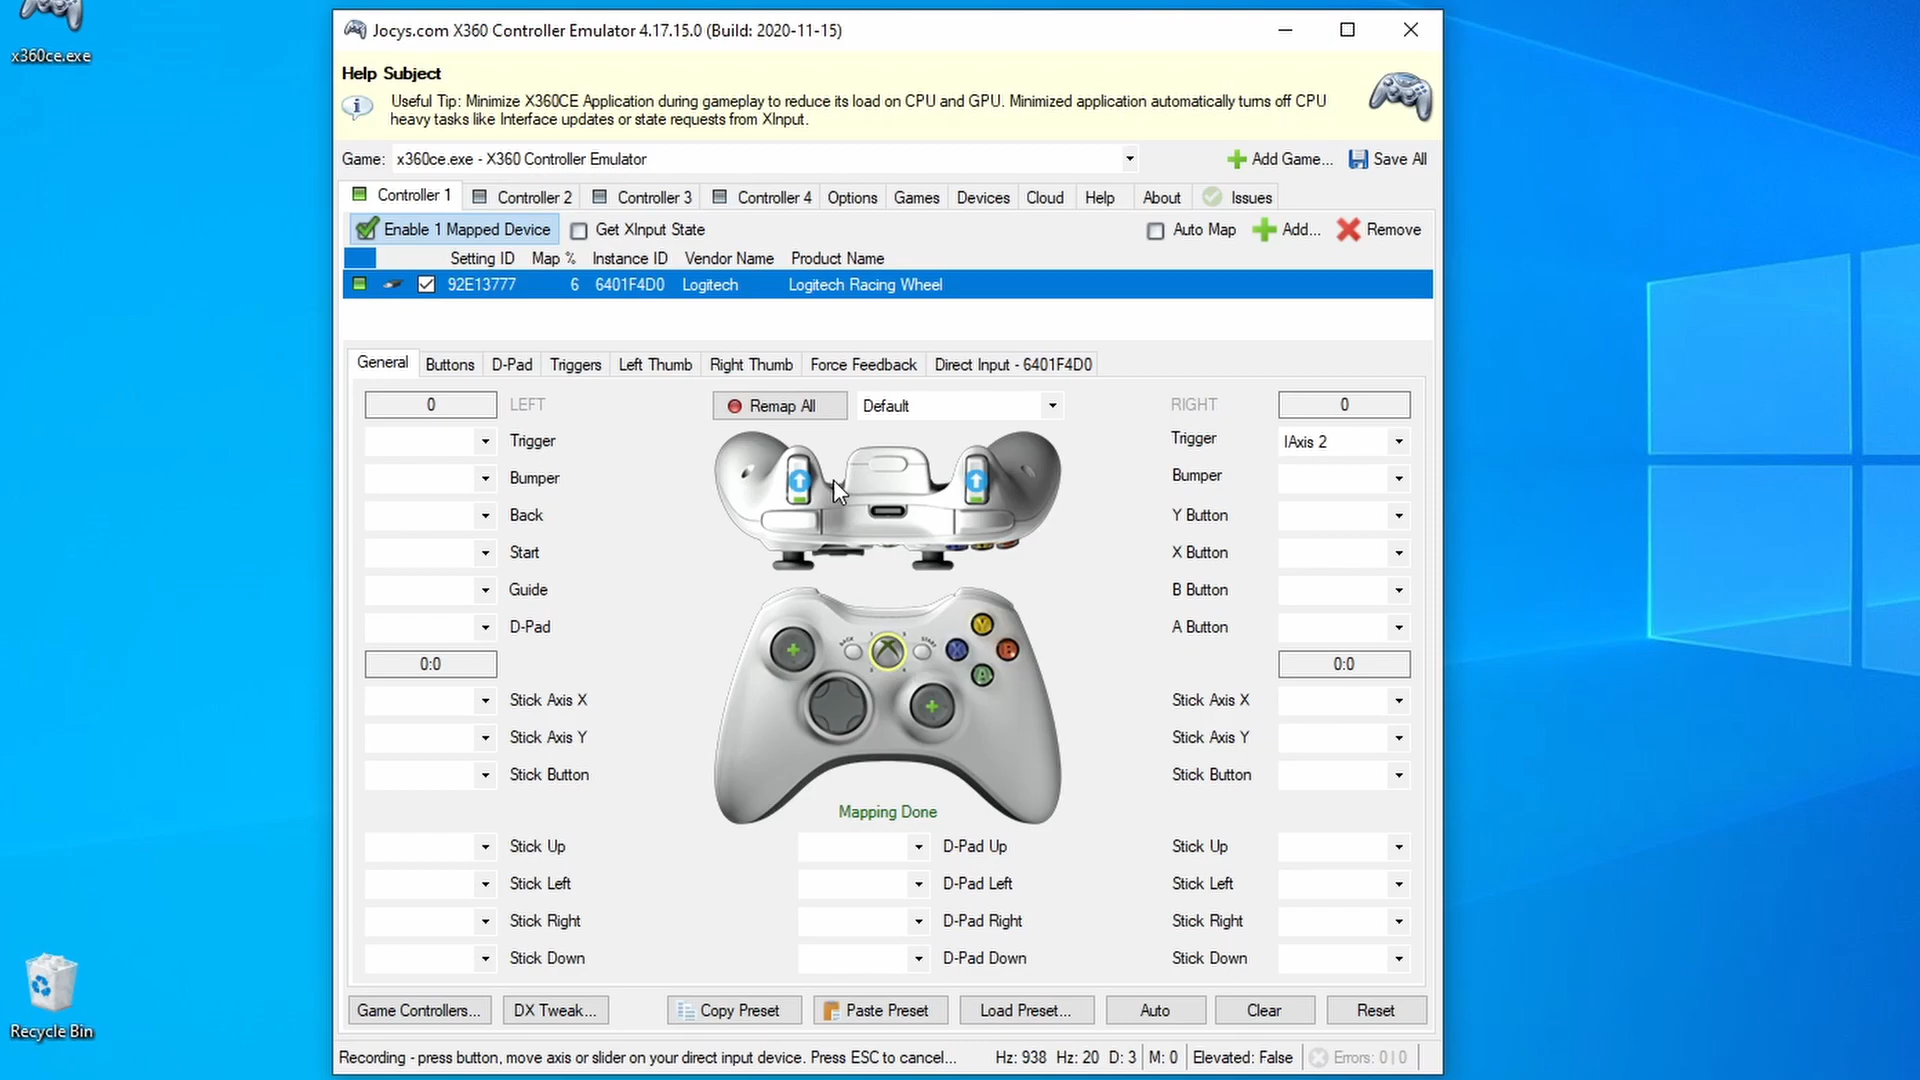 x360ce.exe
Jocys.com X360 Controller Emulator 4.17.15.0 (Build: 2020-11-15)
Help Subject
Useful Tip: Minimize X360CE Application during gameplay to reduce its load on CPU and GPU. Minimized application automatically turns off CPU
heavy tasks like Interface updates or state requests from XInput.
Game: x360ce.exe - X360 Controller Emulator Add Game... Save All
Controller 1 Controller 2 Controller 3 Controller 4 Options Games Devices Cloud Help About Issues
Enable 1 Mapped Device Get XInput State Auto Map Add... Remove
Setting ID Map % Instance ID Vendor Name Product Name
92E13777 6 6401F4D0 Logitech Logitech Racing Wheel
General Buttons D-Pad Triggers Left Thumb Right Thumb Force Feedback Direct Input - 6401F4D0
0 LEFT Remap All Default RIGHT 0
Trigger Trigger IAxis 2
Bumper Bumper
Back Y Button
Start X Button
Guide B Button
D-Pad A Button
BACK START
Y
X B
A
0:0 0:0
Stick Axis X Stick Axis X
Stick Axis Y Stick Axis Y
Stick Button Stick Button
Mapping Done
Stick Up D-Pad Up Stick Up
Stick Left D-Pad Left Stick Left
Stick Right D-Pad Right Stick Right
Stick Down D-Pad Down Stick Down
Game Controllers... DX Tweak... Copy Preset Paste Preset Load Preset... Auto Clear Reset
Recording - press button, move axis or slider on your direct input device. Press ESC to cancel... Hz: 938 Hz: 20 D: 3 M: 0 Elevated: False Errors: 0 | 0
Recycle Bin